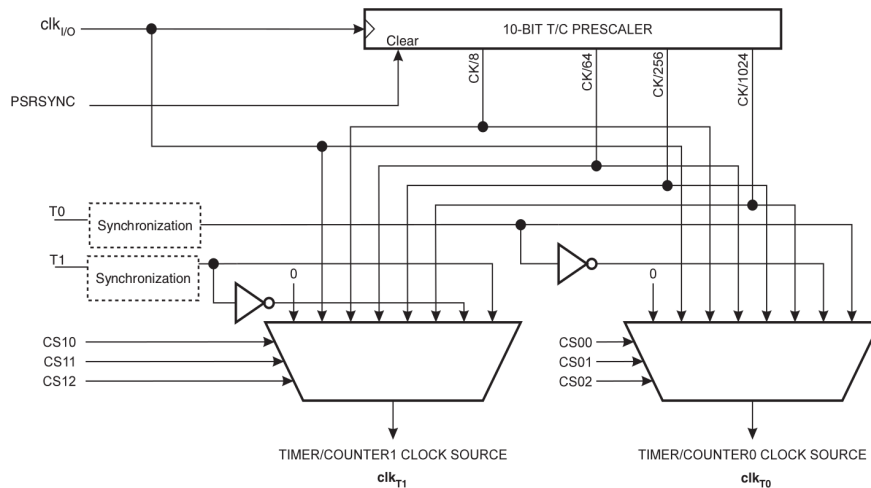 clkI/O
10-BIT T/C PRESCALER
Clear
CK/8
CK/64
CK/256
CK/1024
PSRSYNC
T0
Synchronization
T1
Synchronization
0
0
CS10
CS11
CS12
CS00
CS01
CS02
TIMER/COUNTER1 CLOCK SOURCE
clkT1
TIMER/COUNTER0 CLOCK SOURCE
clkT0